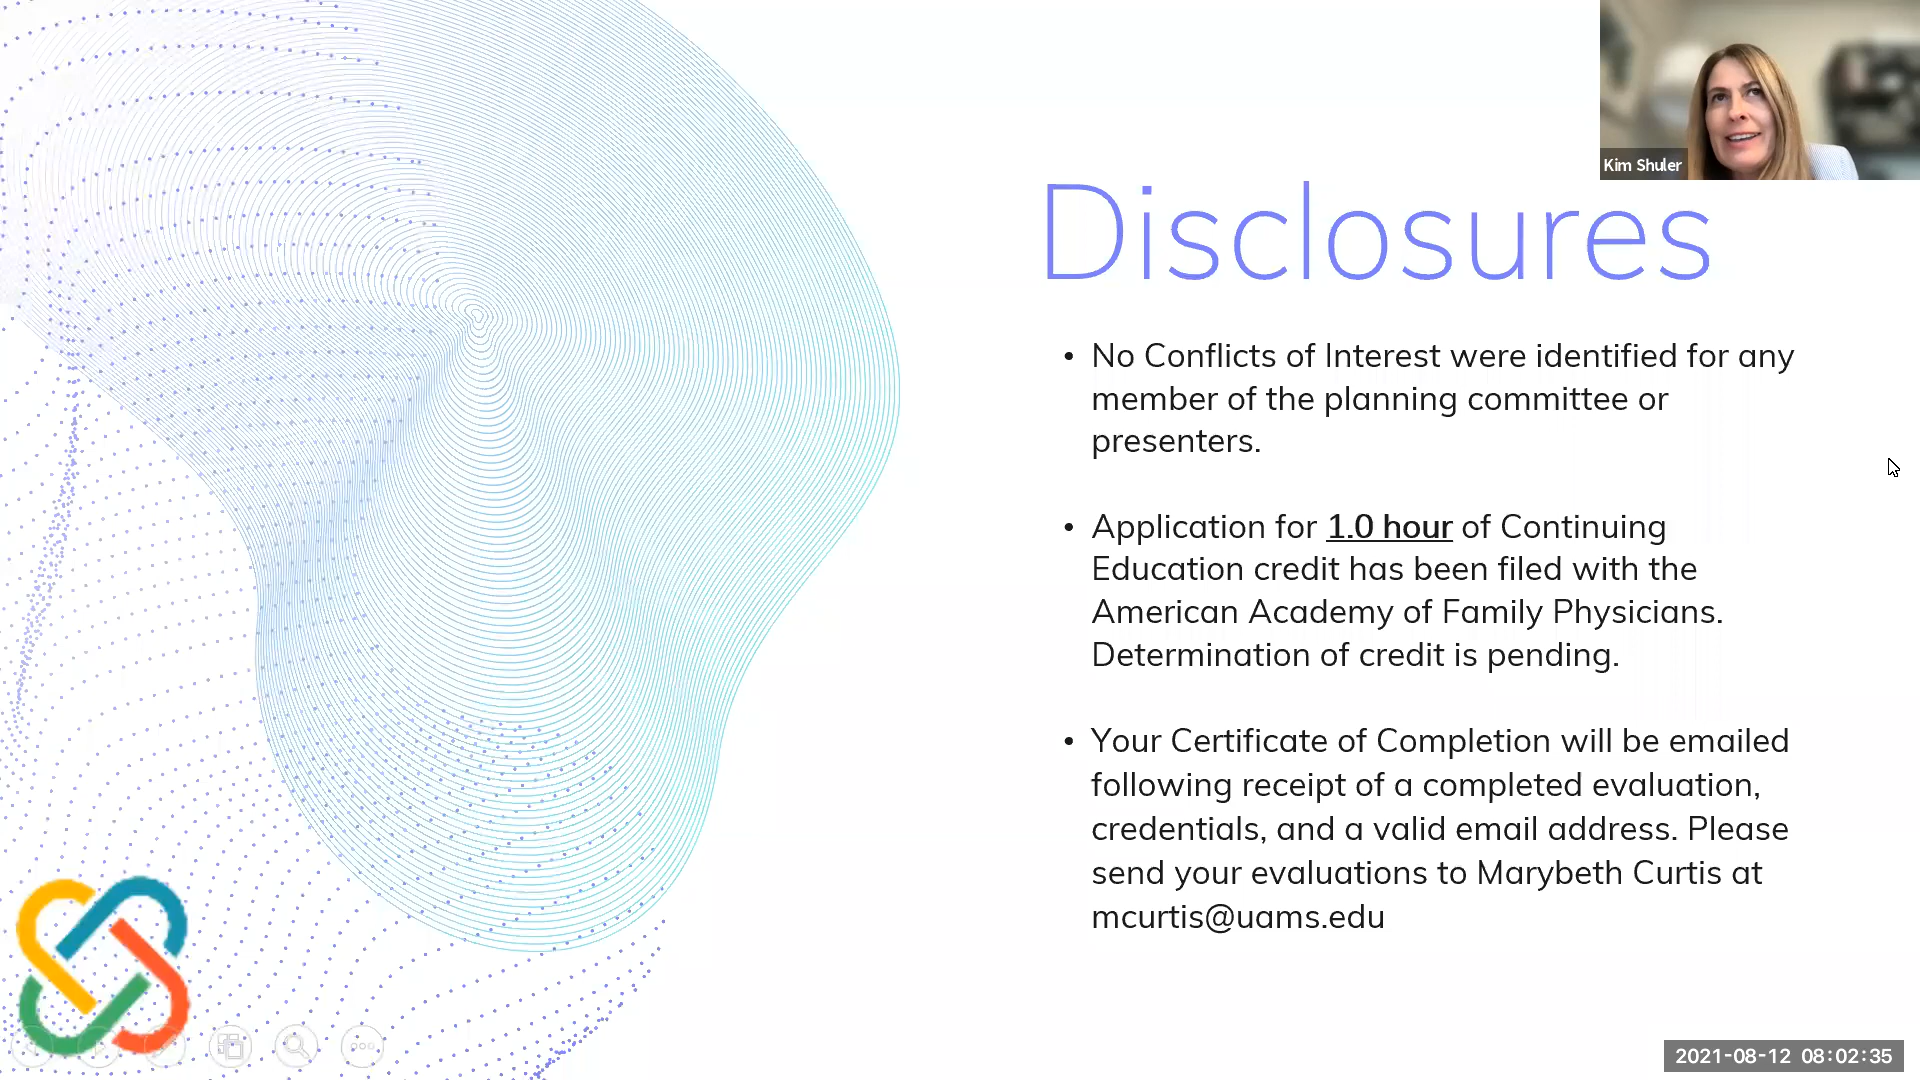 Kim Shuler
Disclosures
• No Conflicts of Interest were identified for any
member of the planning committee or
presenters.
• Application for 1.0 hour of Continuing
Education credit has been filed with the
American Academy of Family Physicians.
Determination of credit is pending.
• Your Certificate of Completion will be emailed
following receipt of a completed evaluation,
credentials, and a valid email address. Please
send your evaluations to Marybeth Curtis at
mcurtis@uams.edu
2021-08-12 08:02:35